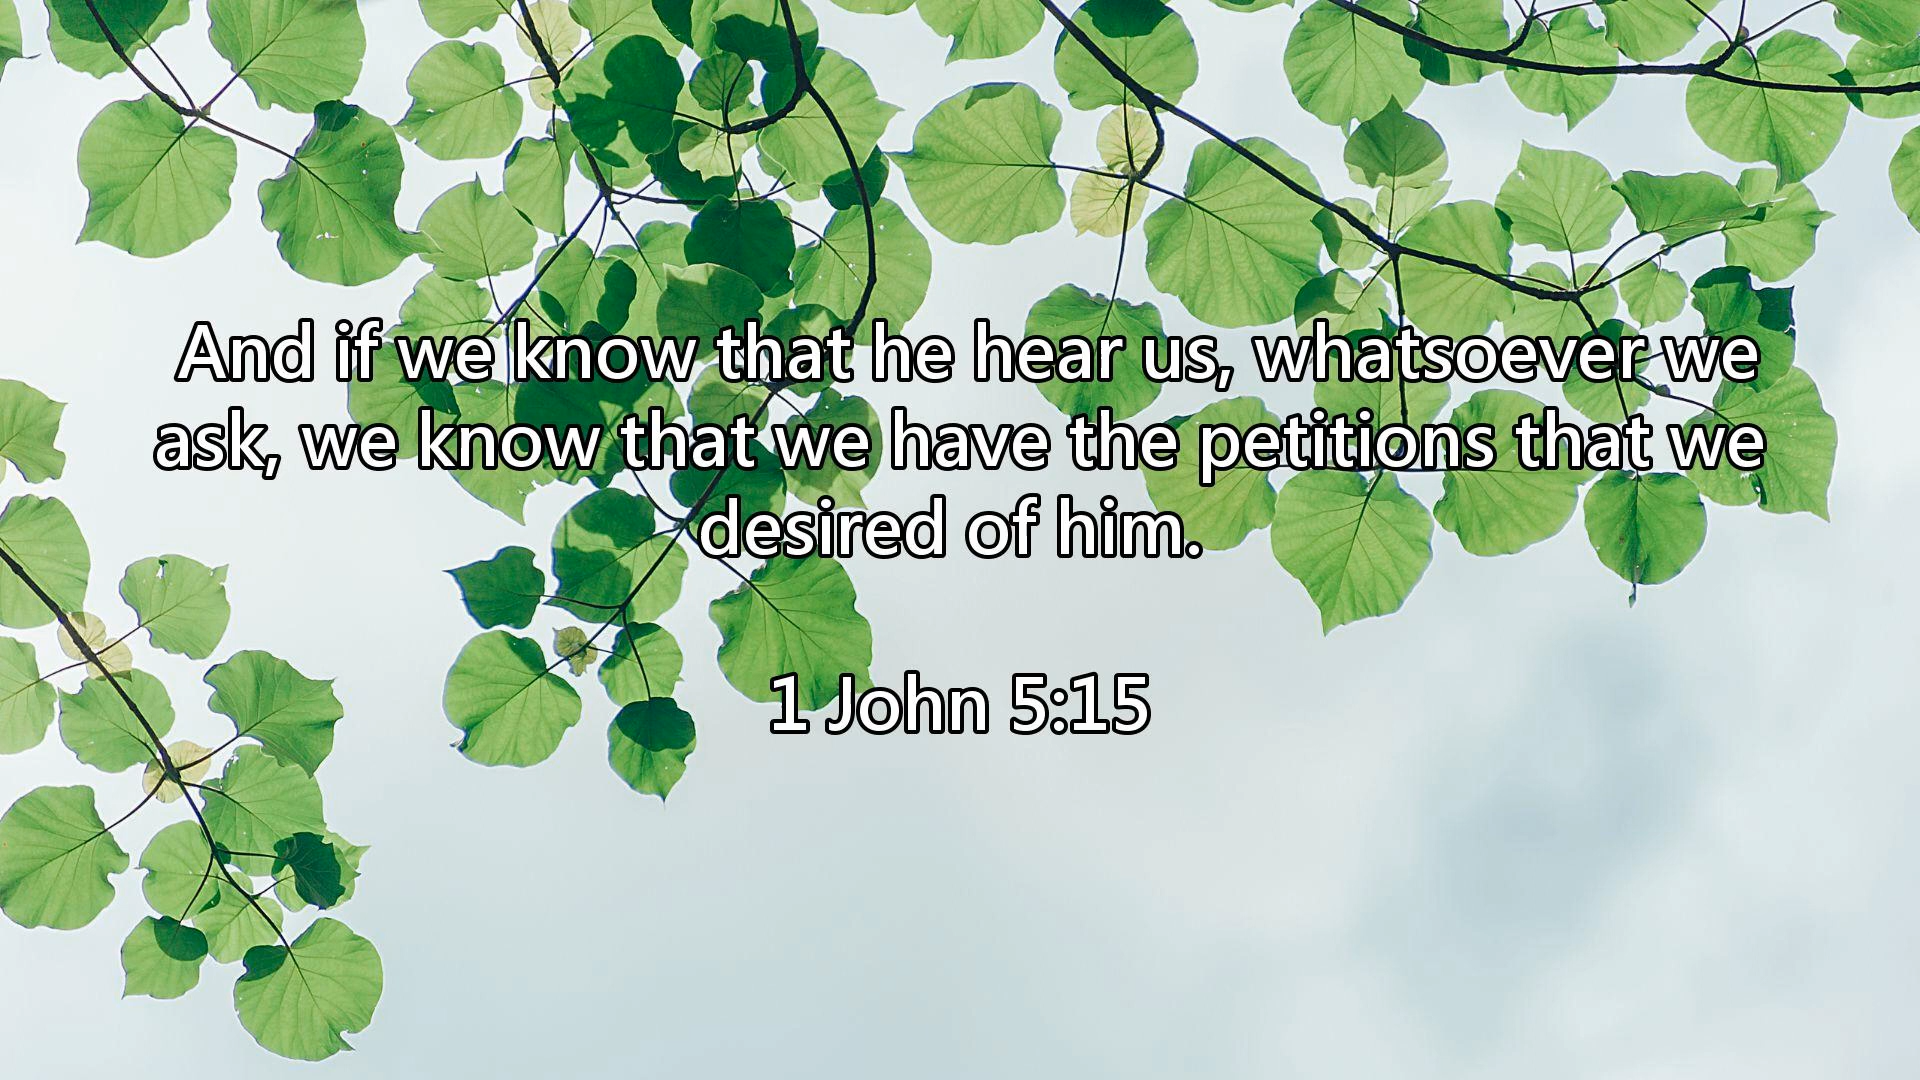 And if we know that he hear us, whatsoever we
ask, we know that we have the petitions that we
desired of him.
1 John 5:15